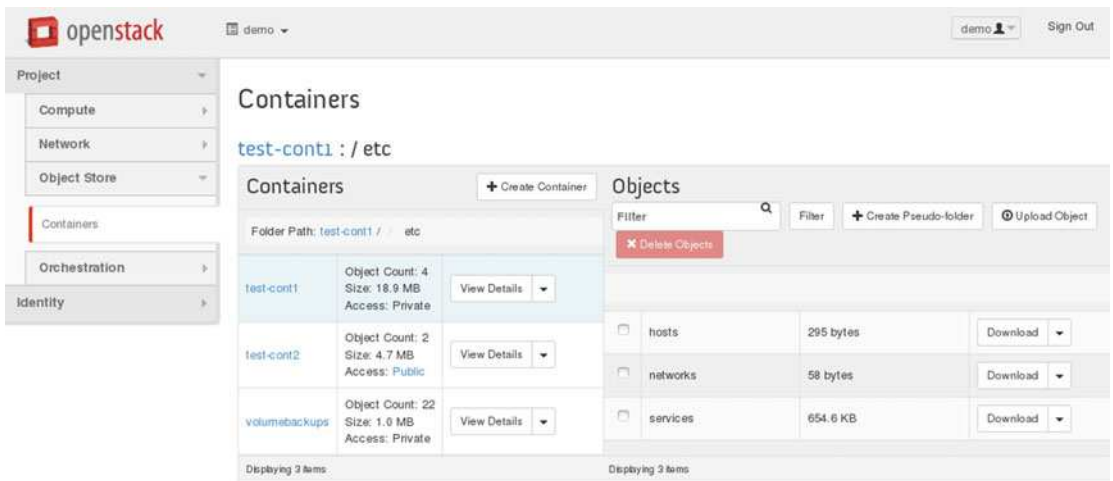 openstack
demo
demo
Sign Out
Project
Compute
Network
Object Store
Containers
Orchestration
Identity
Containers
test-cont1 : / etc
Containers
Create Container
Folder Path: test-cont1 / / etc
test-cont1
Object Count: 4
Size: 18.9 MB
Access: Private
View Details
test-cont2
Object Count: 2
Size: 4.7 MB
Access: Public
View Details
volumebackups
Object Count: 22
Size: 1.0 MB
Access: Private
View Details
Displaying 3 items
Objects
Filter
Filter
Create Pseudo-folder
Upload Object
Delete Objects
hosts 295 bytes Download
networks 58 bytes Download
services 654.6 KB Download
Displaying 3 items